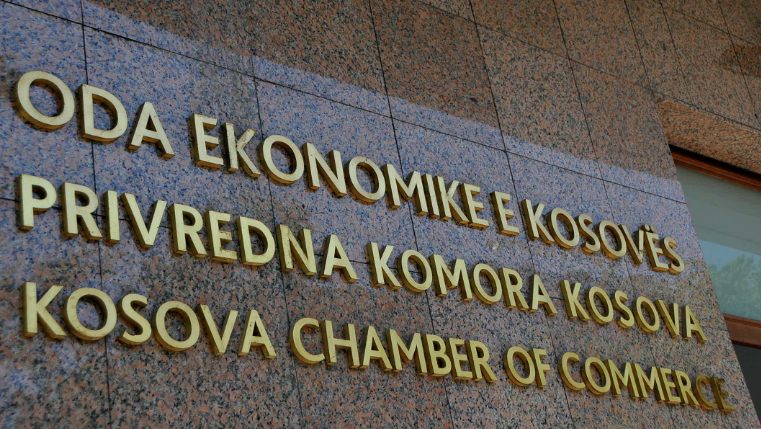 ODA EKONOMIKE E KOSOVËS
PRIVREDNA KOMORA KOSOVA
KOSOVA CHAMBER OF COMMERCE